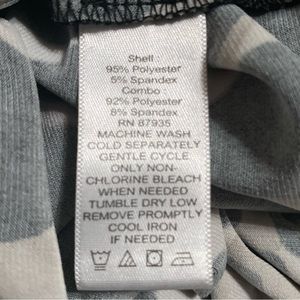 Shell
95% Polyester
5% Spandex
Combo :
92% Polyester
8% Spandex
RN 87935
MACHINE WASH
COLD SEPARATELY
GENTLE CYCLE
ONLY NON-
CHLORINE BLEACH
WHEN NEEDED
TUMBLE DRY LOW
REMOVE PROMPTLY
COOL IRON
IF NEEDED